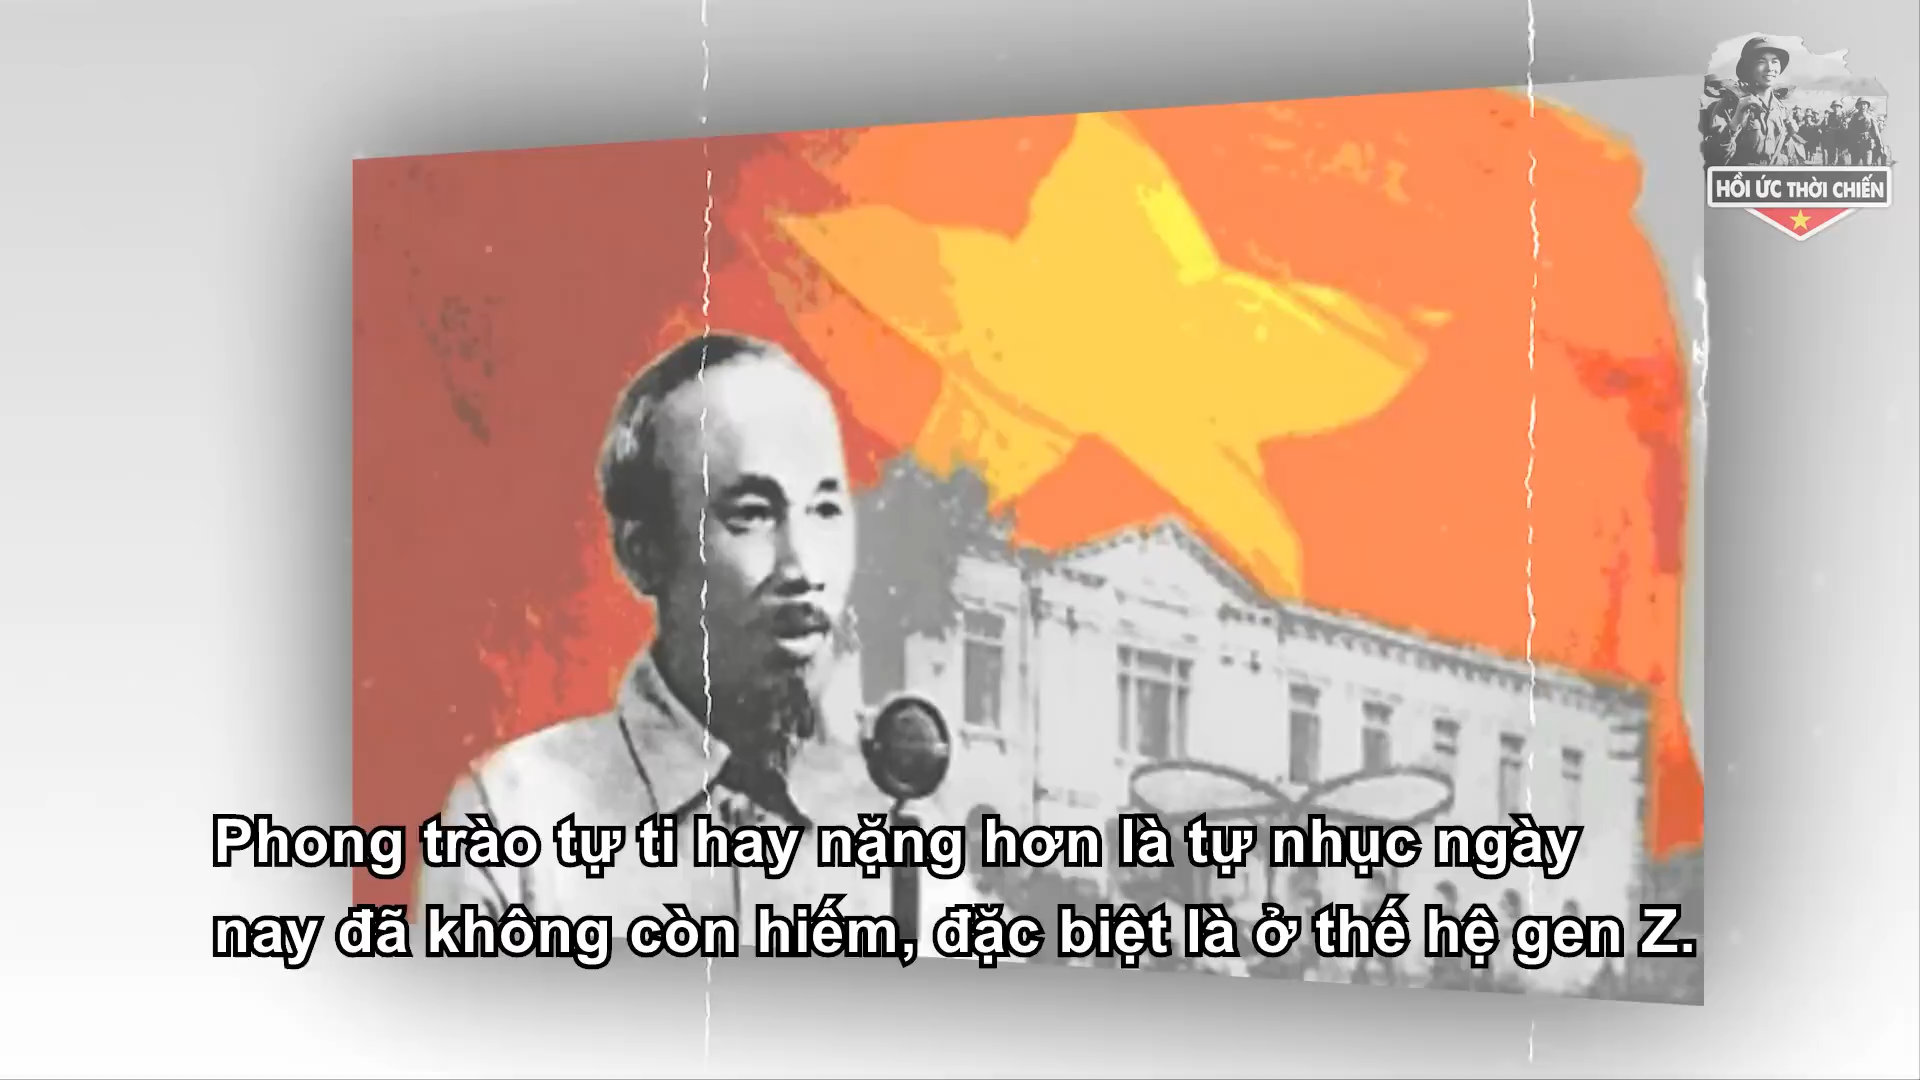 HỒI ỨC THỜI CHIẾN
Phong trào tự ti hay nặng hơn là tự nhục ngày
nay đã không còn hiếm, đặc biệt là ở thế hệ gen Z.